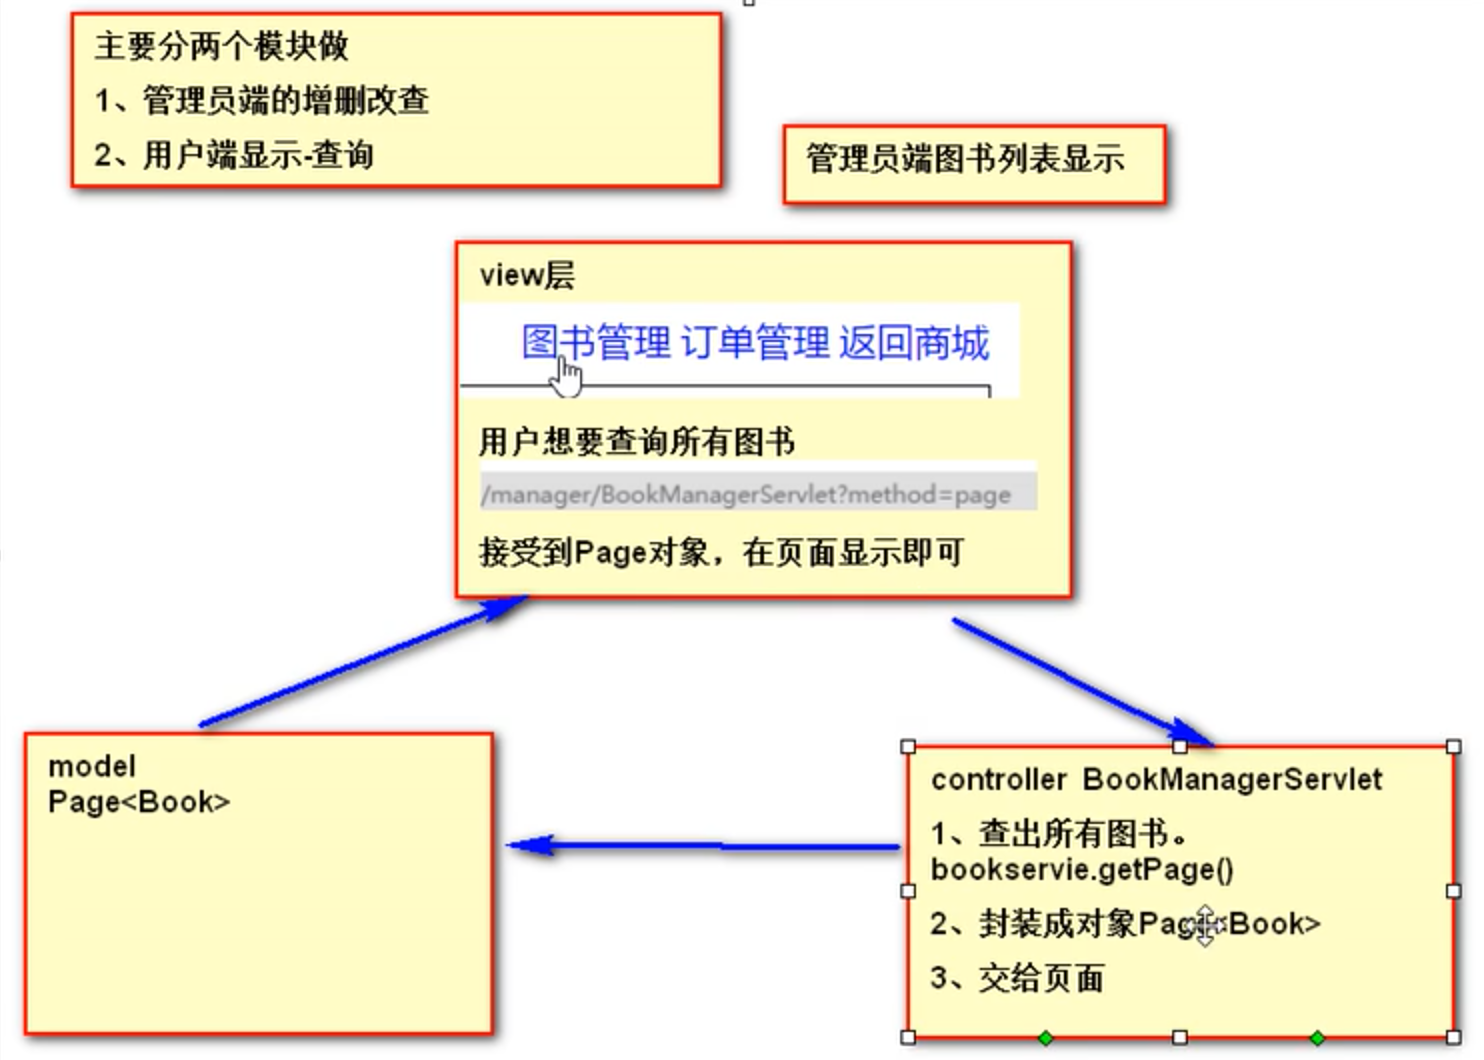 主要分两个模块做
1、管理员端的增删改查
2、用户端显示-查询
管理员端图书列表显示
view层
图书管理 订单管理 返回商城
用户想要查询所有图书
/manager/BookManagerServlet?method=page
接受到Page对象，在页面显示即可
model
Page<Book>
controller BookManagerServlet
1、查出所有图书。
bookservie.getPage()
2、封装成对象Page<Book>
3、交给页面